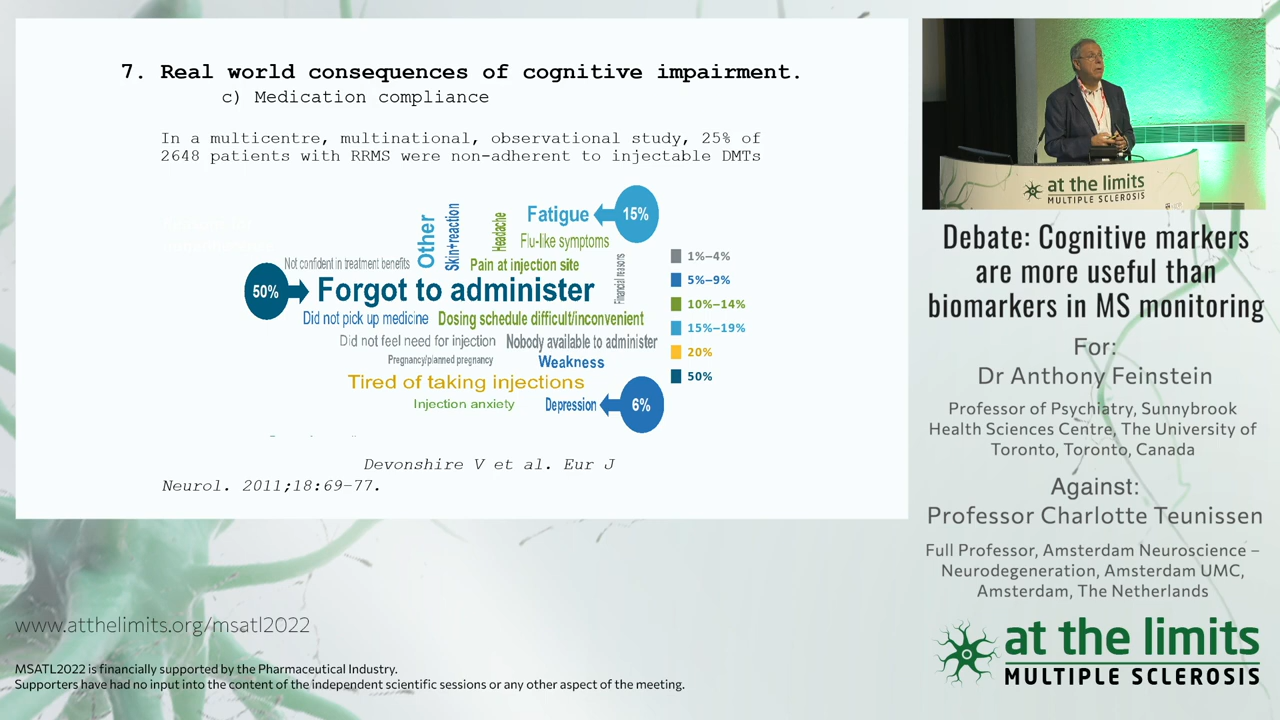 7. Real world consequences of cognitive impairment.
c) Medication compliance
In a multicentre, multinational, observational study, 25% of
2648 patients with RRMS were non-adherent to injectable DMTs
Other
Skin+reaction
Headache
Fatigue
15%
Flu-like symptoms
Not confident in treatment benefits
Pain at injection site
Financial reasons
50%
Forgot to administer
Did not pick up medicine
Dosing schedule difficult/inconvenient
Did not feel need for injection
Nobody available to administer
Pregnancy/planned pregnancy
Weakness
Tired of taking injections
Injection anxiety
Depression
6%
1%–4%
5%–9%
10%–14%
15%–19%
20%
50%
Devonshire V et al. Eur J
Neurol. 2011;18:69–77.
at the limits
MULTIPLE SCLEROSIS
Debate: Cognitive markers
are more useful than
biomarkers in MS monitoring
For:
Dr Anthony Feinstein
Professor of Psychiatry, Sunnybrook
Health Sciences Centre, The University of
Toronto, Toronto, Canada
Against:
Professor Charlotte Teunissen
Full Professor, Amsterdam Neuroscience –
Neurodegeneration, Amsterdam UMC,
Amsterdam, The Netherlands
at the limits
MULTIPLE SCLEROSIS
www.atthelimits.org/msatl2022
MSATL2022 is financially supported by the Pharmaceutical Industry.
Supporters have had no input into the content of the independent scientific sessions or any other aspect of the meeting.